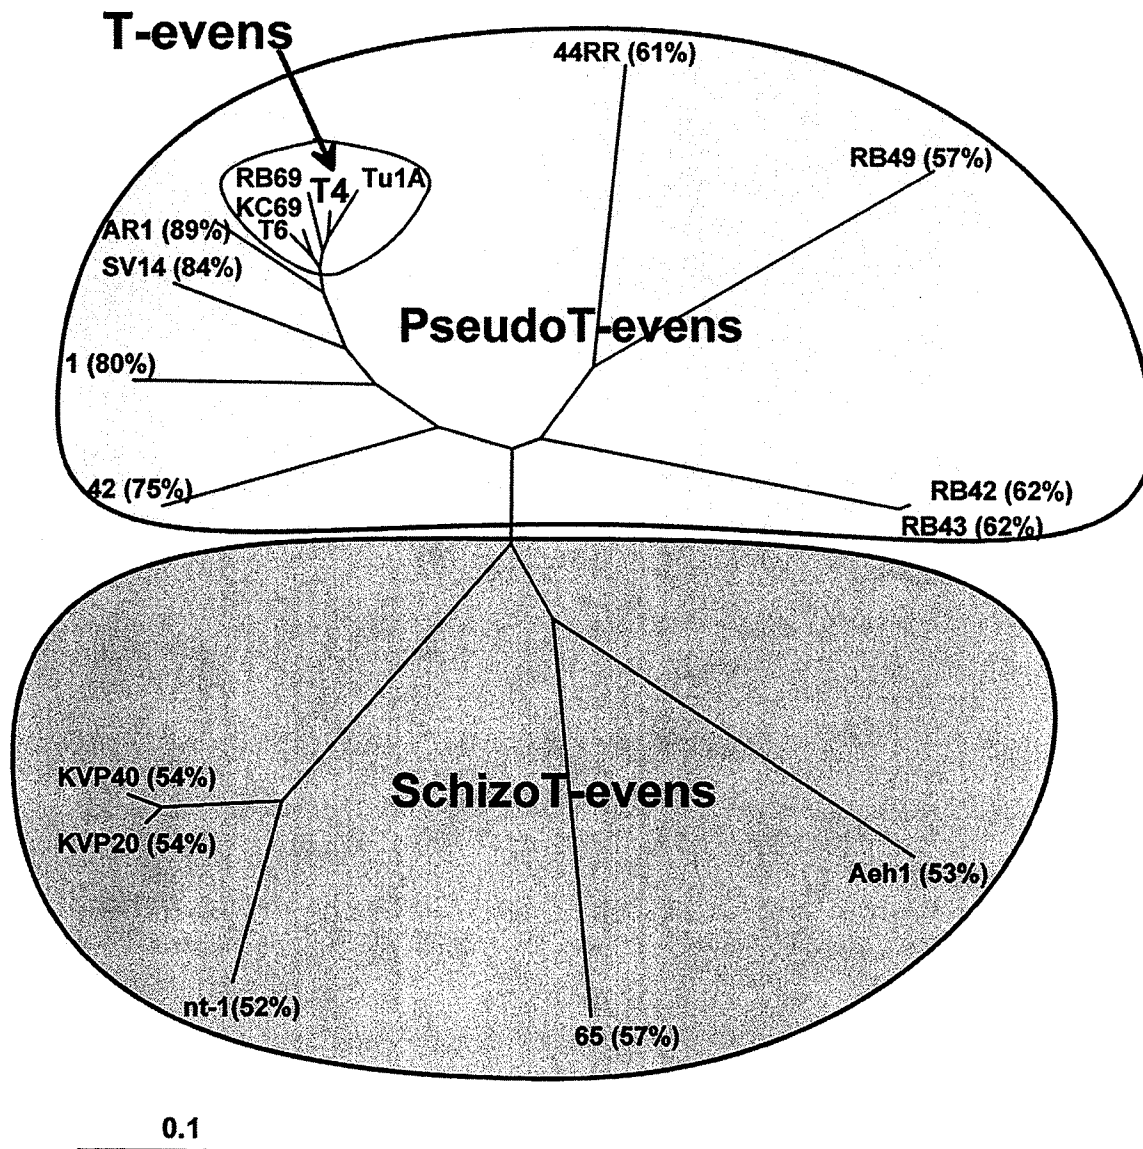 T-evens
44RR (61%)
RB49 (57%)
RB69
T4
Tu1A
KC69
T6
AR1 (89%)
SV14 (84%)
PseudoT-evens
1 (80%)
42 (75%)
RB42 (62%)
RB43 (62%)
KVP40 (54%)
SchizoT-evens
KVP20 (54%)
Aeh1 (53%)
nt-1(52%)
65 (57%)
0.1